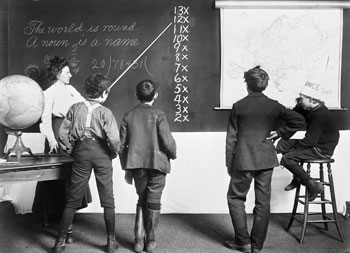 The world is round.
A noun is a name.
20
13x
12x
11x
10x
9x
8x
7x
6x
5x
4x
3x
2x